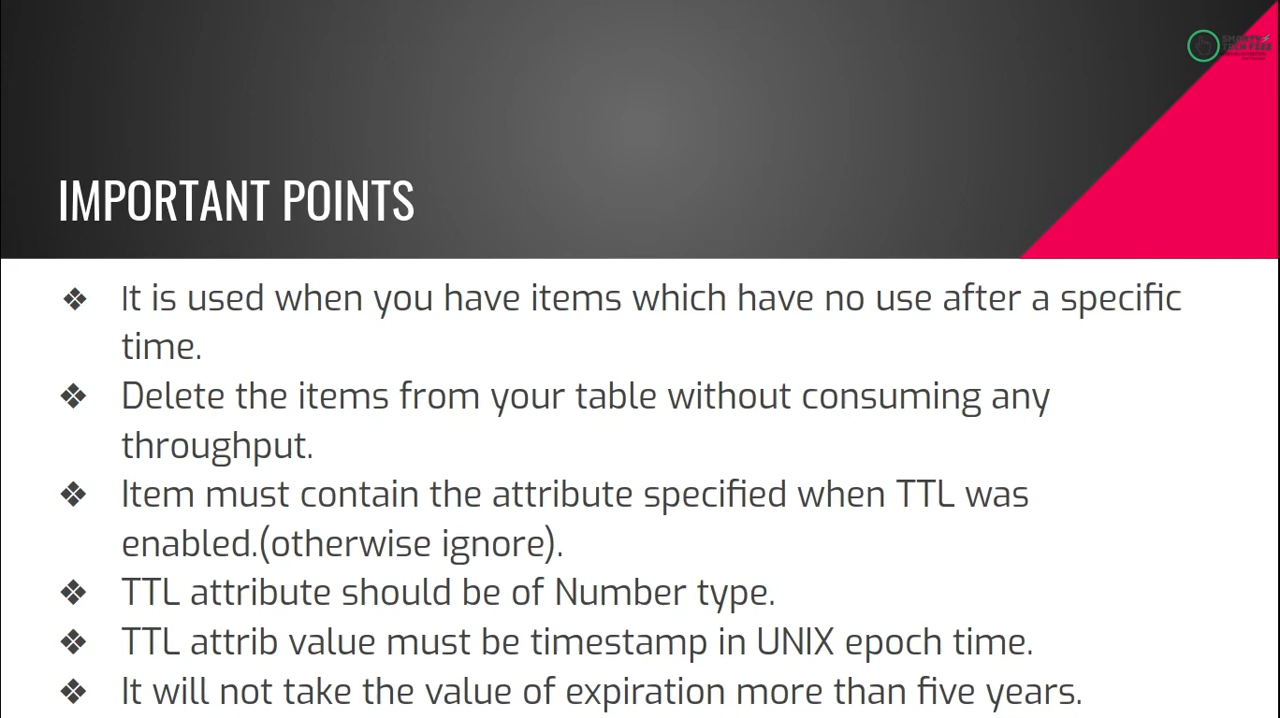 IMPORTANT POINTS
❖ It is used when you have items which have no use after a specific
time.
❖ Delete the items from your table without consuming any
throughput.
❖ Item must contain the attribute specified when TTL was
enabled.(otherwise ignore).
❖ TTL attribute should be of Number type.
❖ TTL attrib value must be timestamp in UNIX epoch time.
❖ It will not take the value of expiration more than five years.